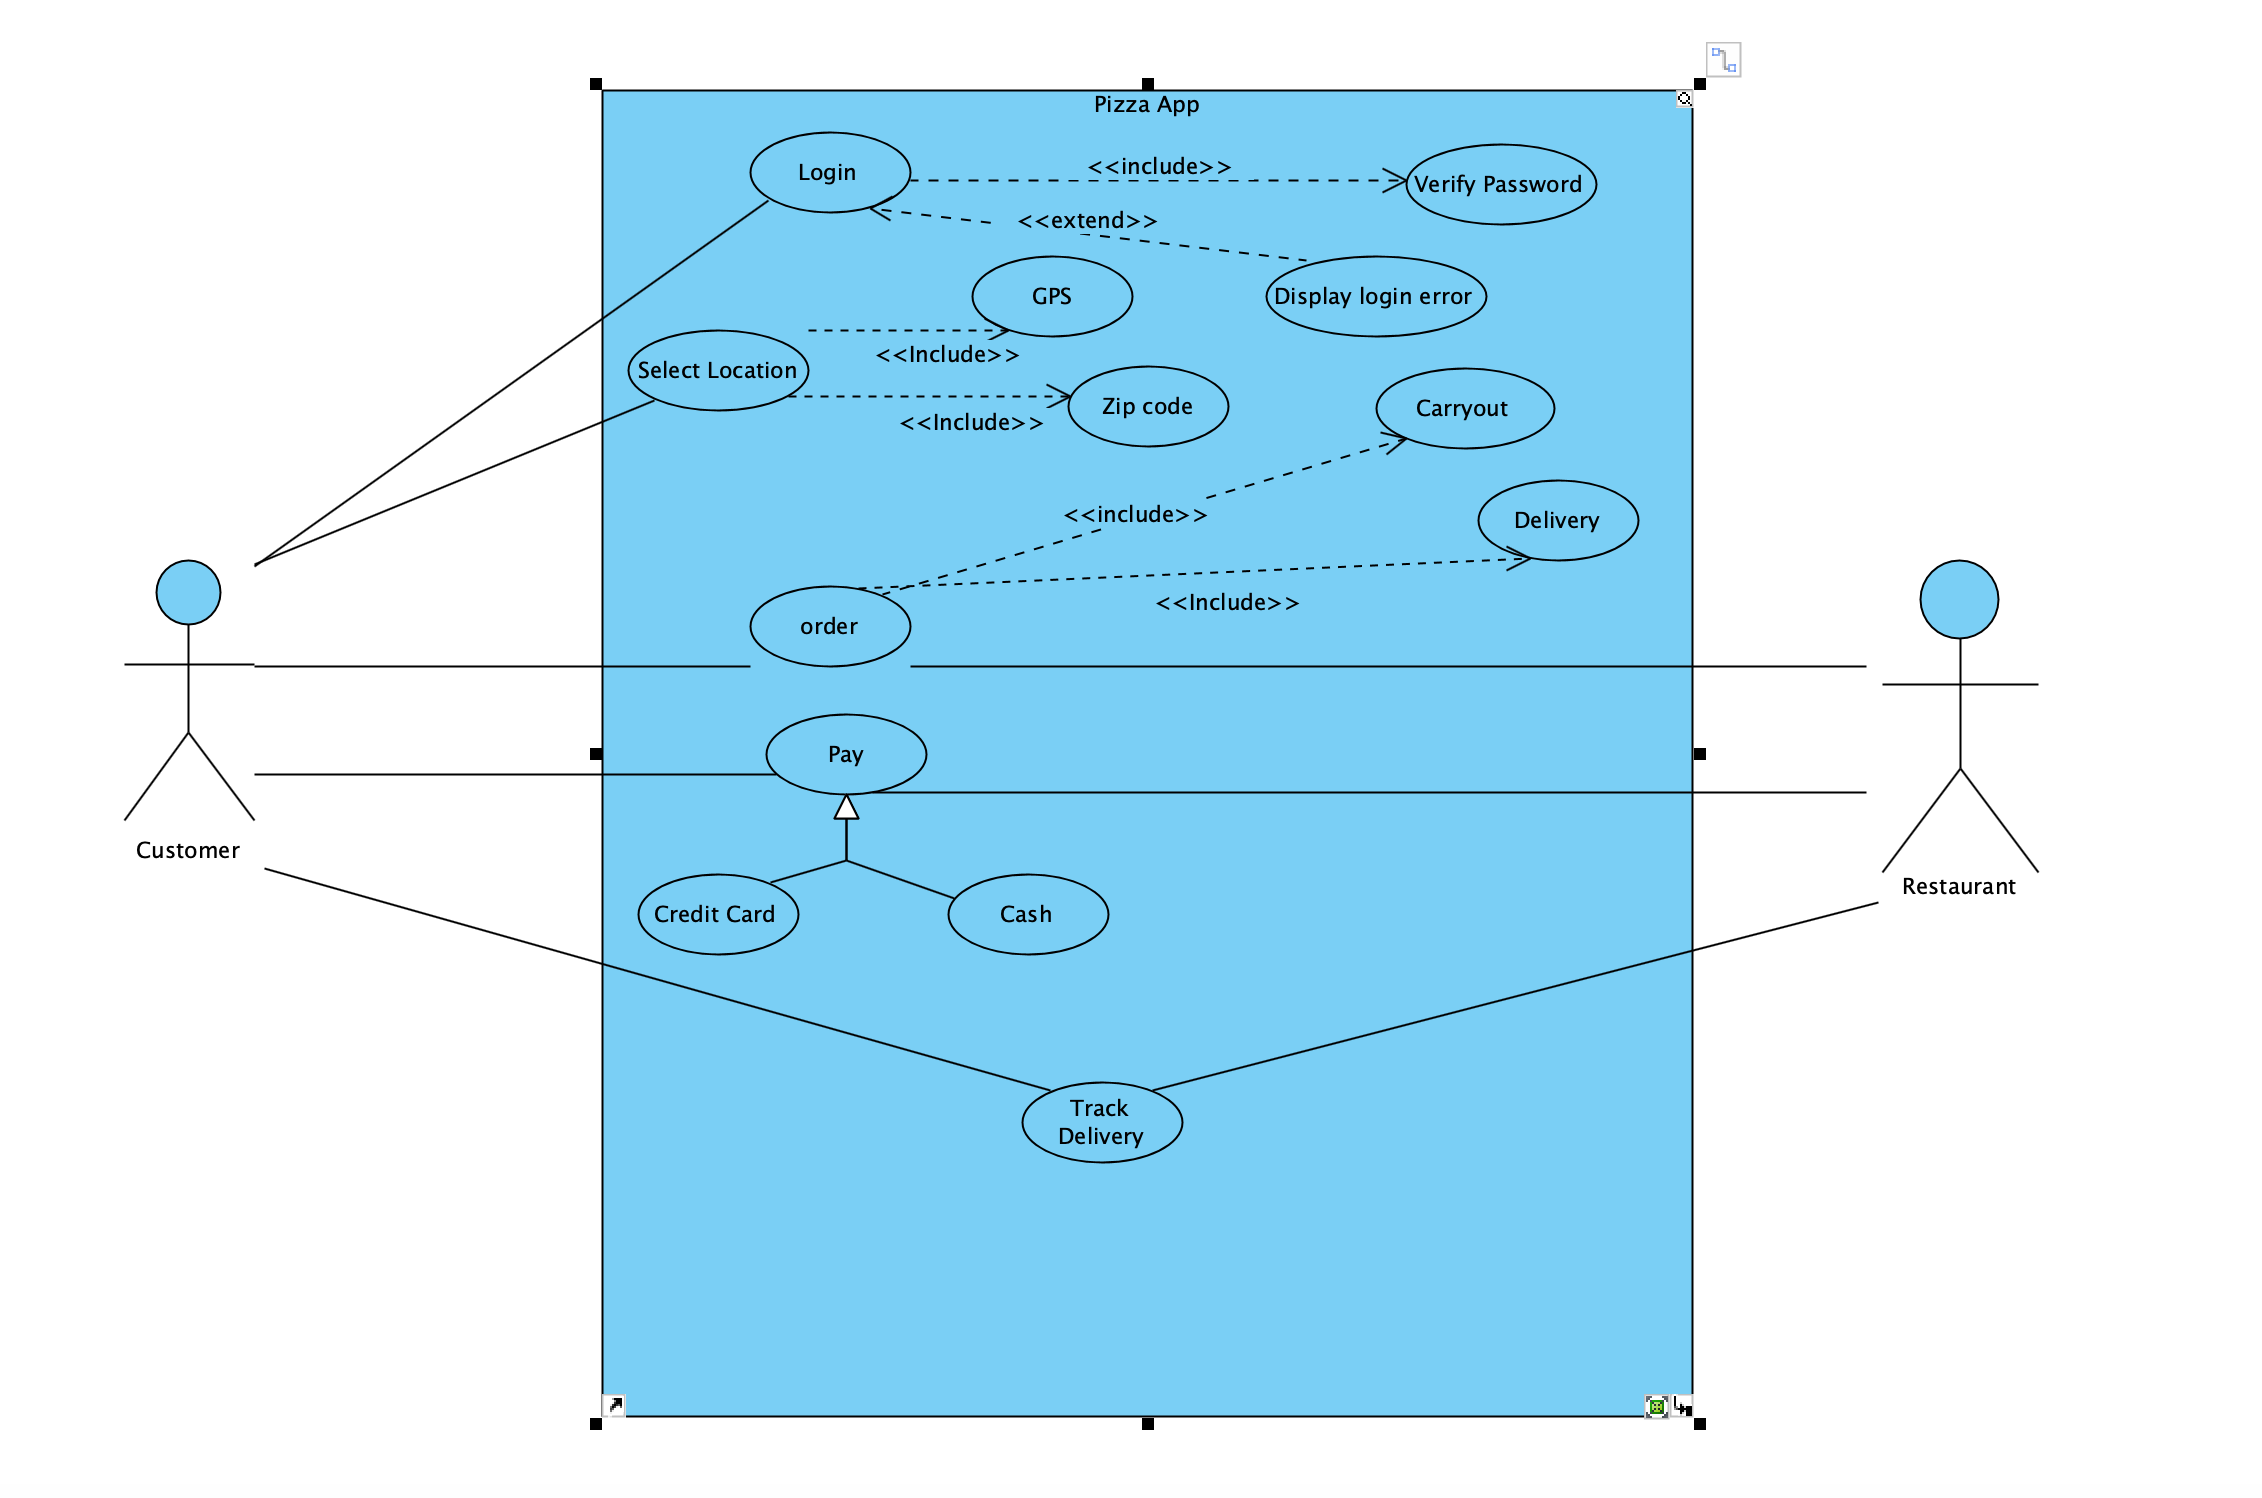 Pizza App
Login
<<include>>
Verify Password
<<extend>>
GPS
Display login error
<<Include>>
Select Location
Zip code
<<Include>>
Carryout
<<include>>
Delivery
<<Include>>
order
Pay
Customer
Restaurant
Credit Card
Cash
Track
Delivery